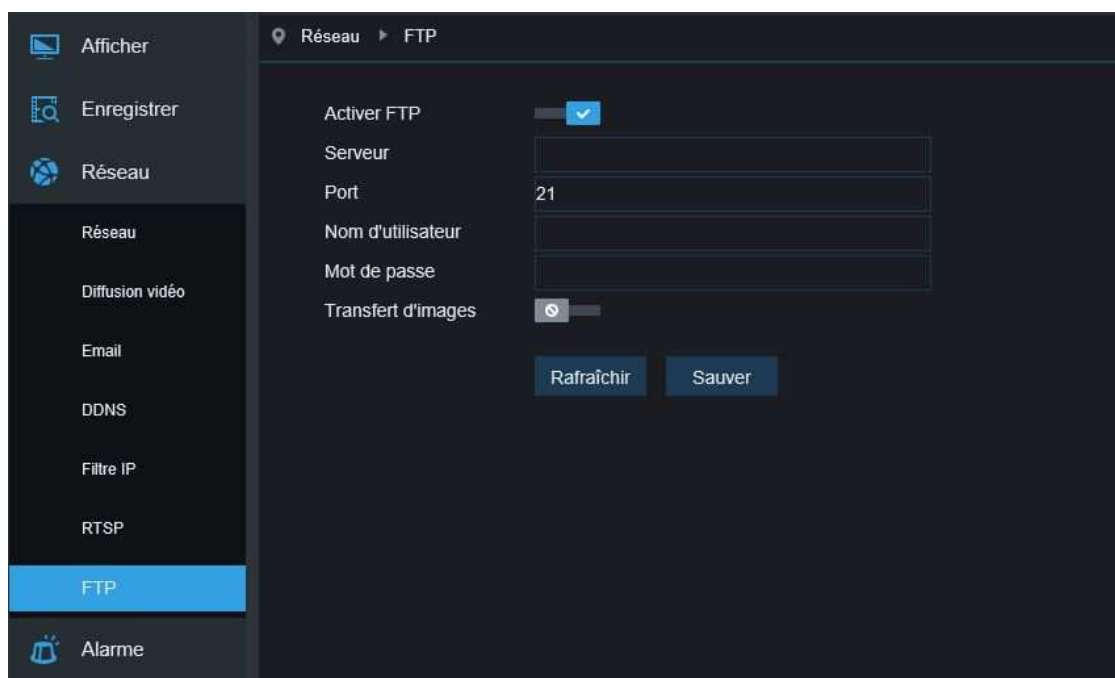 Afficher
Enregistrer
Réseau
Réseau
Diffusion vidéo
Email
DDNS
Filtre IP
RTSP
FTP
Alarme
Réseau FTP
Activer FTP
Serveur
Port 21
Nom d'utilisateur
Mot de passe
Transfert d'images
Rafraîchir Sauver